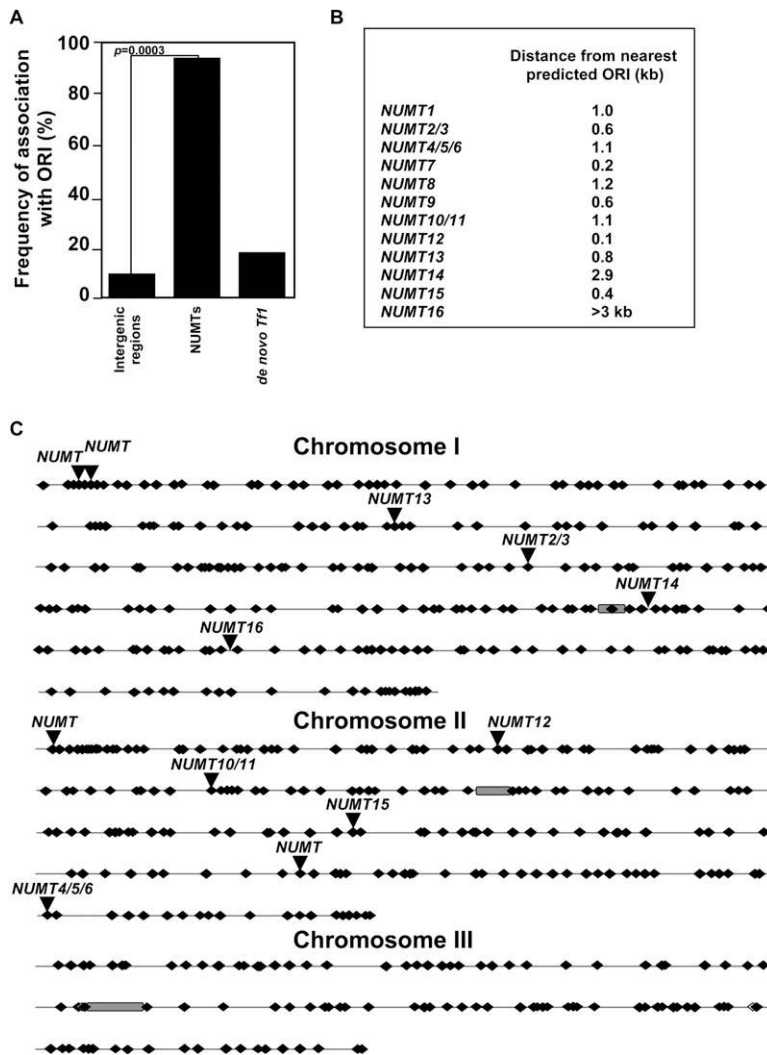 A
Frequency of association
with ORI (%)
100
80
60
40
20
0
p=0.0003
Intergenic
regions
NUMTs
de novo Tf1
B
Distance from nearest
predicted ORI (kb)
NUMT1 1.0
NUMT2/3 0.6
NUMT4/5/6 1.1
NUMT7 0.2
NUMT8 1.2
NUMT9 0.6
NUMT10/11 1.1
NUMT12 0.1
NUMT13 0.8
NUMT14 2.9
NUMT15 0.4
NUMT16 >3 kb
C
Chromosome I
NUMT NUMT
NUMT13
NUMT2/3
NUMT14
NUMT16
Chromosome II
NUMT NUMT12
NUMT10/11
NUMT15
NUMT
NUMT4/5/6
Chromosome III